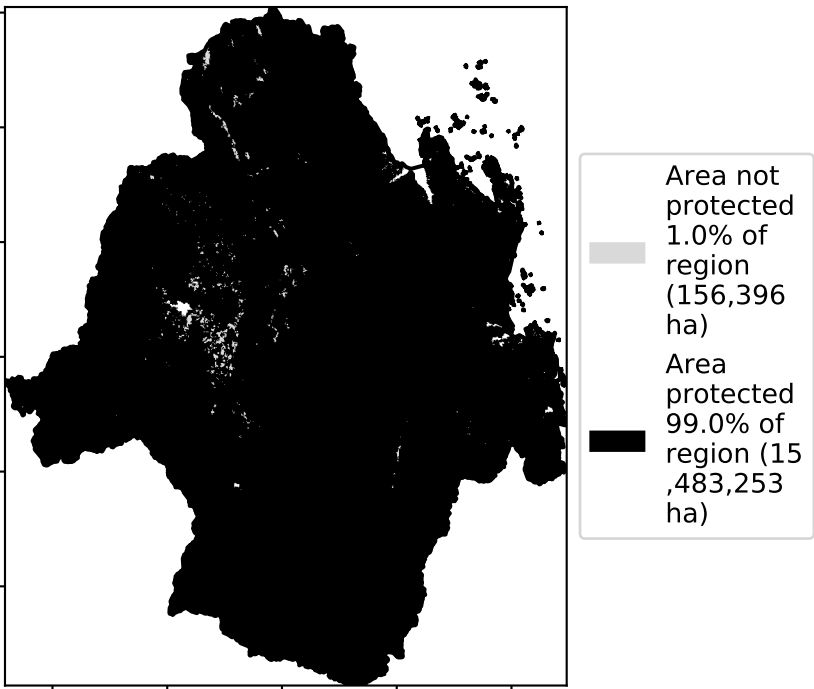 Area not
protected
1.0% of
region
(156,396
ha)
Area
protected
99.0% of
region (15
,483,253
ha)